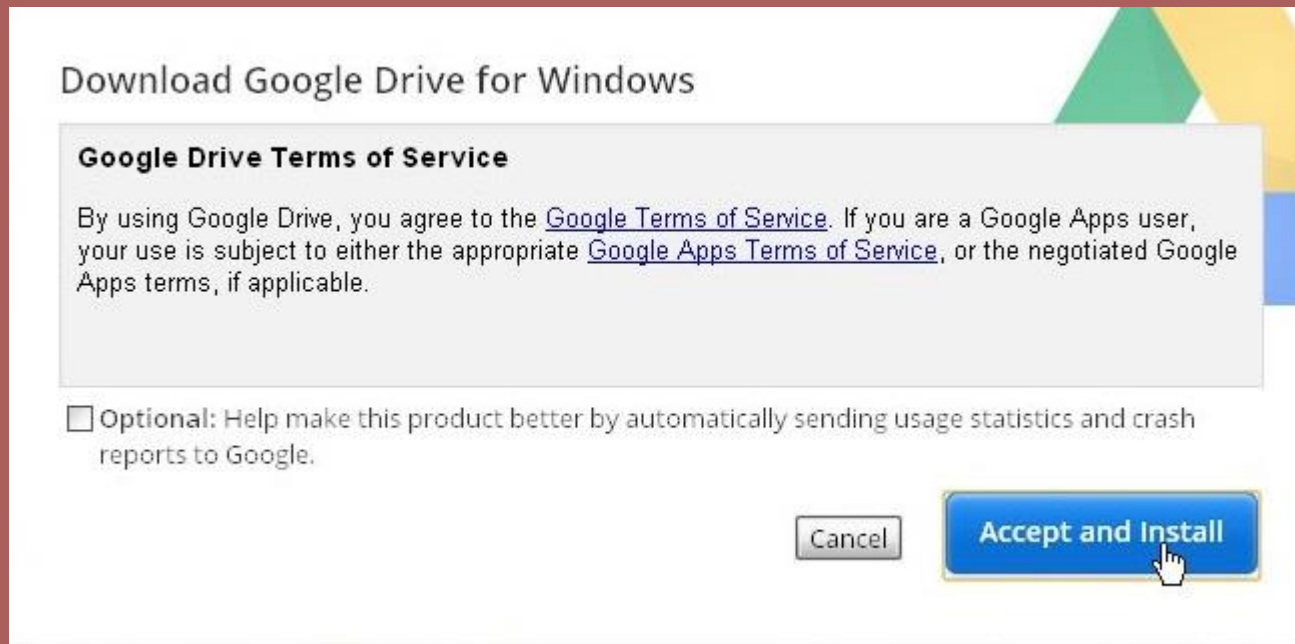 Download Google Drive for Windows
Google Drive Terms of Service
By using Google Drive, you agree to the Google Terms of Service. If you are a Google Apps user,
your use is subject to either the appropriate Google Apps Terms of Service, or the negotiated Google
Apps terms, if applicable.
Optional: Help make this product better by automatically sending usage statistics and crash
reports to Google.
Cancel
Accept and Install